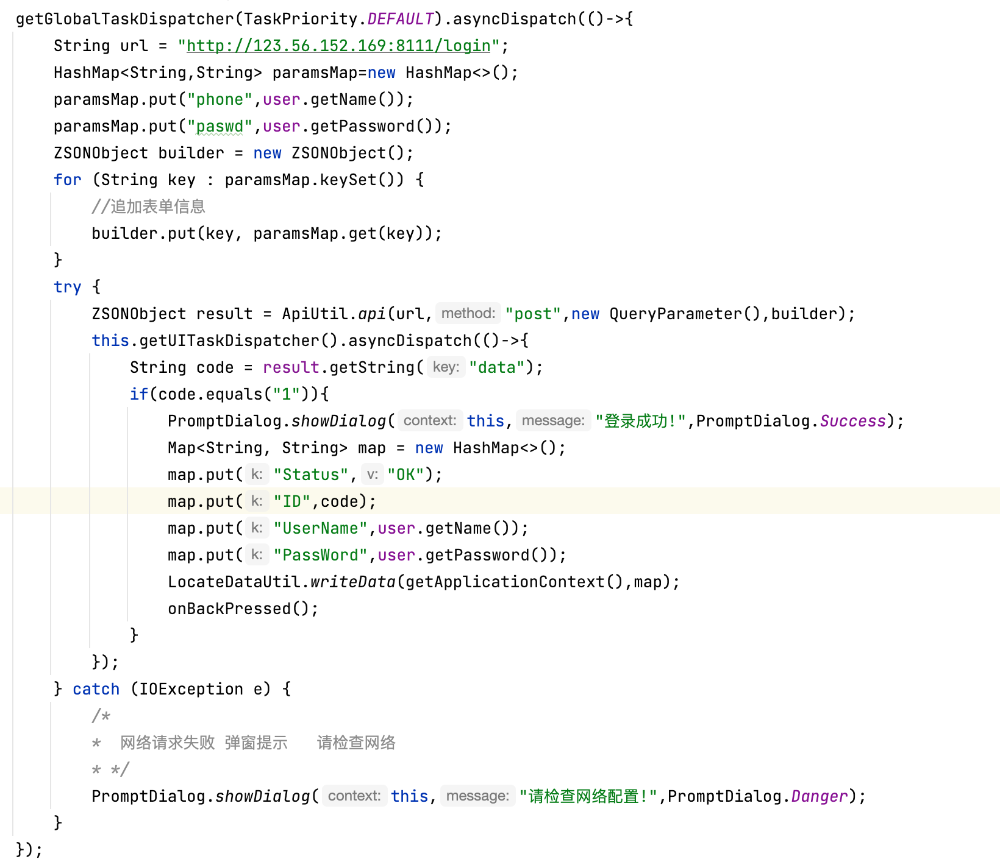 getGlobalTaskDispatcher(TaskPriority.DEFAULT).asyncDispatch(()->{
String url = "http://123.56.152.169:8111/login";
HashMap<String,String> paramsMap=new HashMap<>();
paramsMap.put("phone",user.getName());
paramsMap.put("paswd",user.getPassword());
ZSONObject builder = new ZSONObject();
for (String key : paramsMap.keySet()) {
//追加表单信息
builder.put(key, paramsMap.get(key));
}
try {
ZSONObject result = ApiUtil.api(url, method: "post",new QueryParameter(),builder);
this.getUITaskDispatcher().asyncDispatch(()->{
String code = result.getString( key: "data");
if(code.equals("1")){
PromptDialog.showDialog( context: this, message: "登录成功!",PromptDialog.Success);
Map<String, String> map = new HashMap<>();
map.put( k: "Status", v: "OK");
map.put( k: "ID",code);
map.put( k: "UserName",user.getName());
map.put( k: "PassWord",user.getPassword());
LocateDataUtil.writeData(getApplicationContext(),map);
onBackPressed();
}
});
} catch (IOException e) {
/*
* 网络请求失败 弹窗提示 请检查网络
* */
PromptDialog.showDialog( context: this, message: "请检查网络配置!",PromptDialog.Danger);
}
});